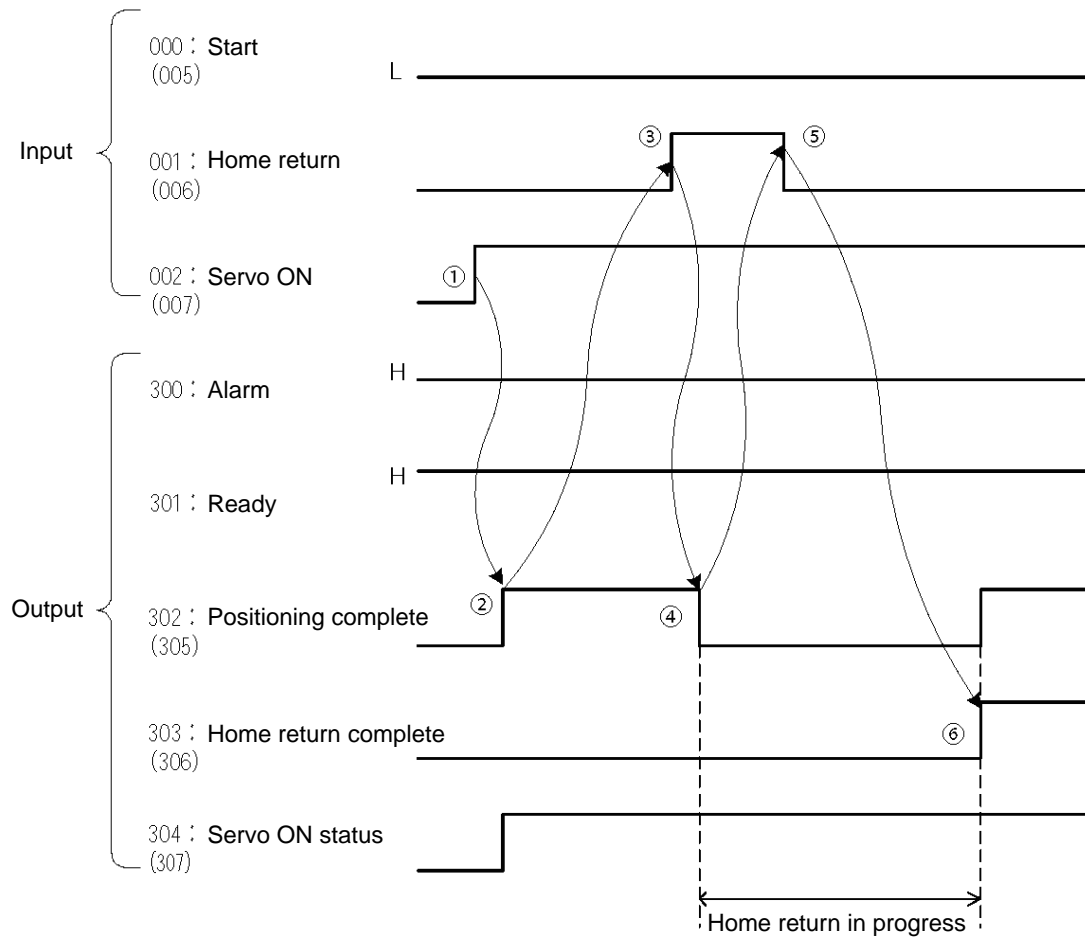 Input
000 : Start
(005)
L
001 : Home return
(006)
③
⑤
002 : Servo ON
(007)
①
Output
300 : Alarm
H
301 : Ready
H
302 : Positioning complete
(305)
②
④
303 : Home return complete
(306)
⑥
304 : Servo ON status
(307)
Home return in progress